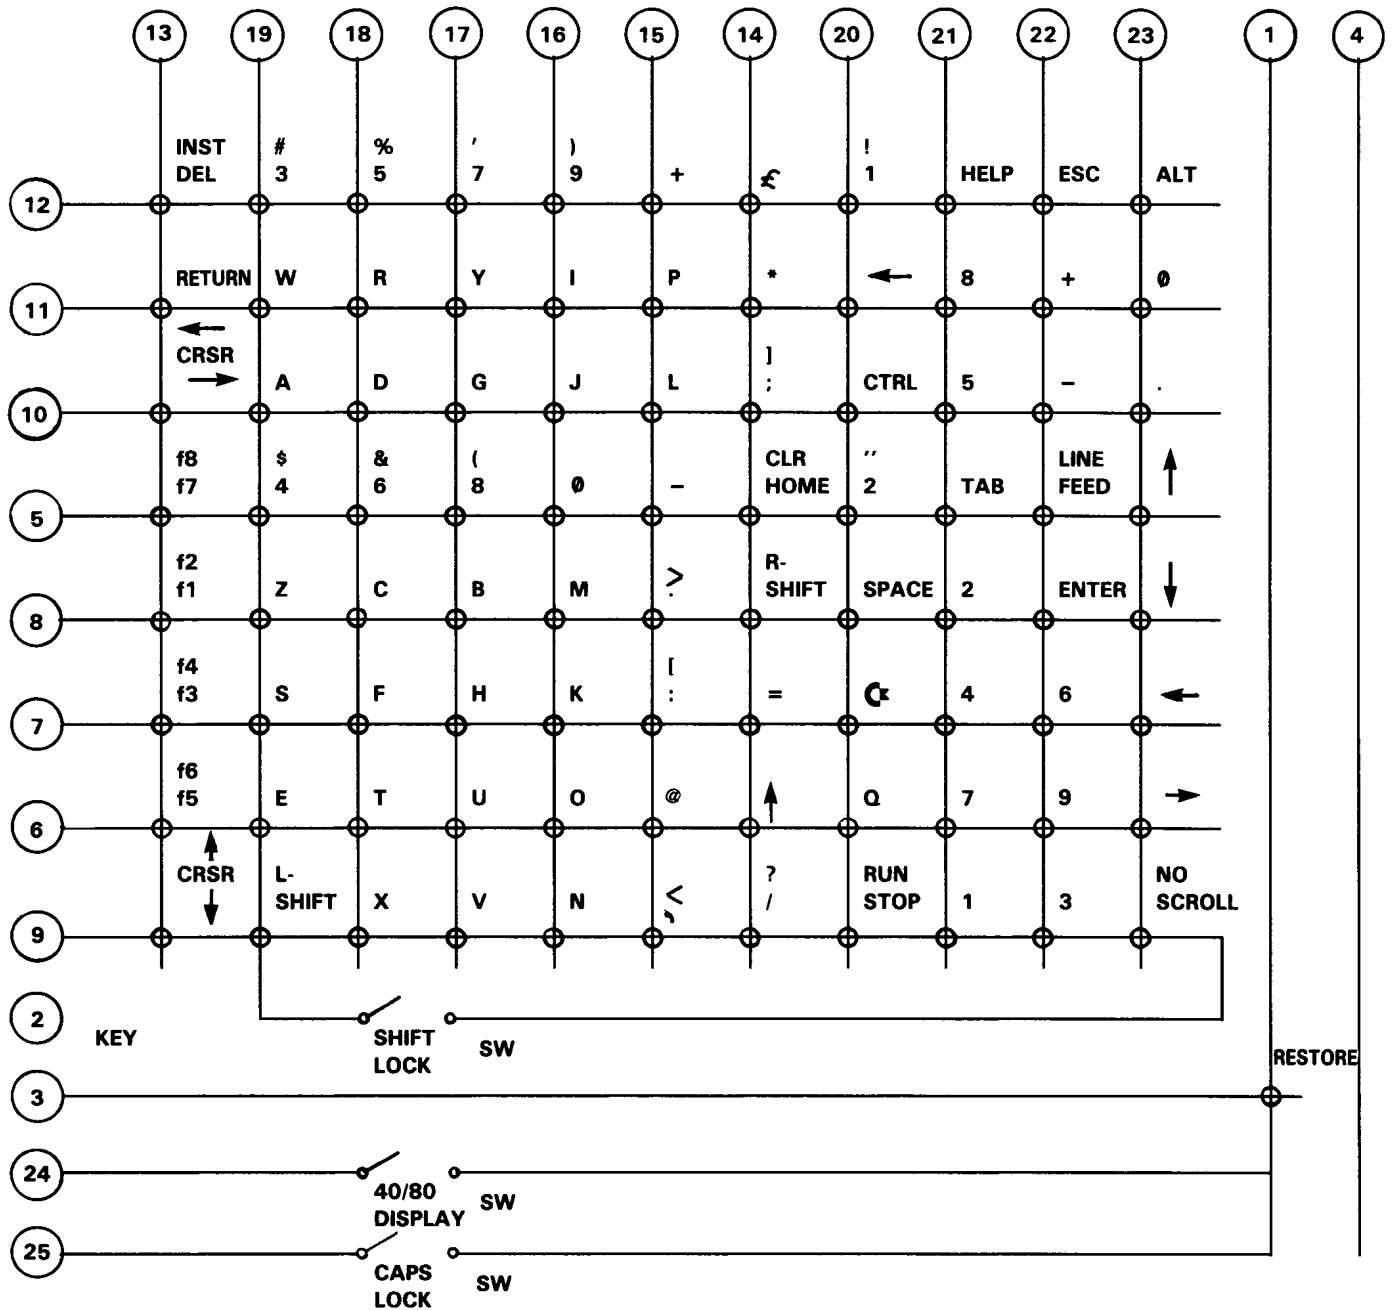 13 19 18 17 16 15 14 20 21 22 23 1 4
INST # % ' ) !
DEL 3 5 7 9 + £ 1 HELP ESC ALT
12
RETURN W R Y I P * ← 8 + 0
11
←
CRSR ]
→ A D G J L ; CTRL 5 – .
10
f8 $ & ( CLR " LINE ↑
f7 4 6 8 0 – HOME 2 TAB FEED
5
f2 > R- ↓
f1 Z C B M . SHIFT SPACE 2 ENTER
8
f4 [
f3 S F H K : = C= 4 6 ←
7
f6
f5 E T U O @ ↑ Q 7 9 →
6
↑
CRSR L- < ? RUN NO
↓ SHIFT X V N , / STOP 1 3 SCROLL
9
2
KEY SHIFT SW
LOCK
RESTORE
3
24
40/80 SW
DISPLAY
25
CAPS SW
LOCK